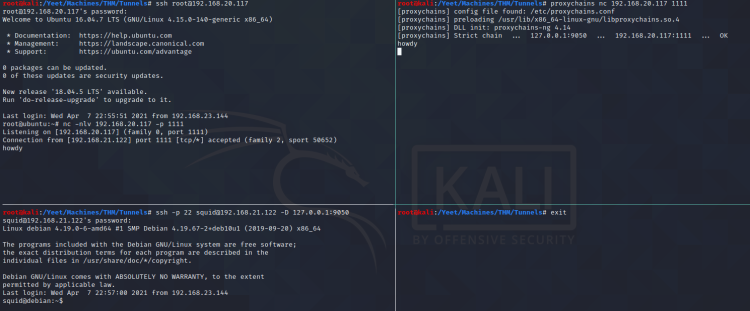 root@kali:/Yeet/Machines/THM/Tunnels# ssh root@192.168.20.117
root@192.168.20.117's password:
Welcome to Ubuntu 16.04.7 LTS (GNU/Linux 4.15.0-140-generic x86_64)
* Documentation:  https://help.ubuntu.com
* Management:     https://landscape.canonical.com
* Support:        https://ubuntu.com/advantage
0 packages can be updated.
0 of these updates are security updates.
New release '18.04.5 LTS' available.
Run 'do-release-upgrade' to upgrade to it.
Last login: Wed Apr  7 22:55:51 2021 from 192.168.23.144
root@ubuntu:~# nc -nlv 192.168.20.117 -p 1111
Listening on [192.168.20.117] (family 0, port 1111)
Connection from [192.168.21.122] port 1111 [tcp/*] accepted (family 2, sport 50652)
howdy
root@kali:/Yeet/Machines/THM/Tunnels# proxychains nc 192.168.20.117 1111
[proxychains] config file found: /etc/proxychains.conf
[proxychains] preloading /usr/lib/x86_64-linux-gnu/libproxychains.so.4
[proxychains] DLL init: proxychains-ng 4.14
[proxychains] Strict chain  ...  127.0.0.1:9050  ...  192.168.20.117:1111  ...  OK
howdy
root@kali:/Yeet/Machines/THM/Tunnels# ssh -p 22 squid@192.168.21.122 -D 127.0.0.1:9050
squid@192.168.21.122's password:
Linux debian 4.19.0-6-amd64 #1 SMP Debian 4.19.67-2+deb10u1 (2019-09-20) x86_64
The programs included with the Debian GNU/Linux system are free software;
the exact distribution terms for each program are described in the
individual files in /usr/share/doc/*/copyright.
Debian GNU/Linux comes with ABSOLUTELY NO WARRANTY, to the extent
permitted by applicable law.
Last login: Wed Apr  7 22:57:00 2021 from 192.168.23.144
squid@debian:~$
root@kali:/Yeet/Machines/THM/Tunnels# exit
KALI
BY OFFENSIVE SECURITY